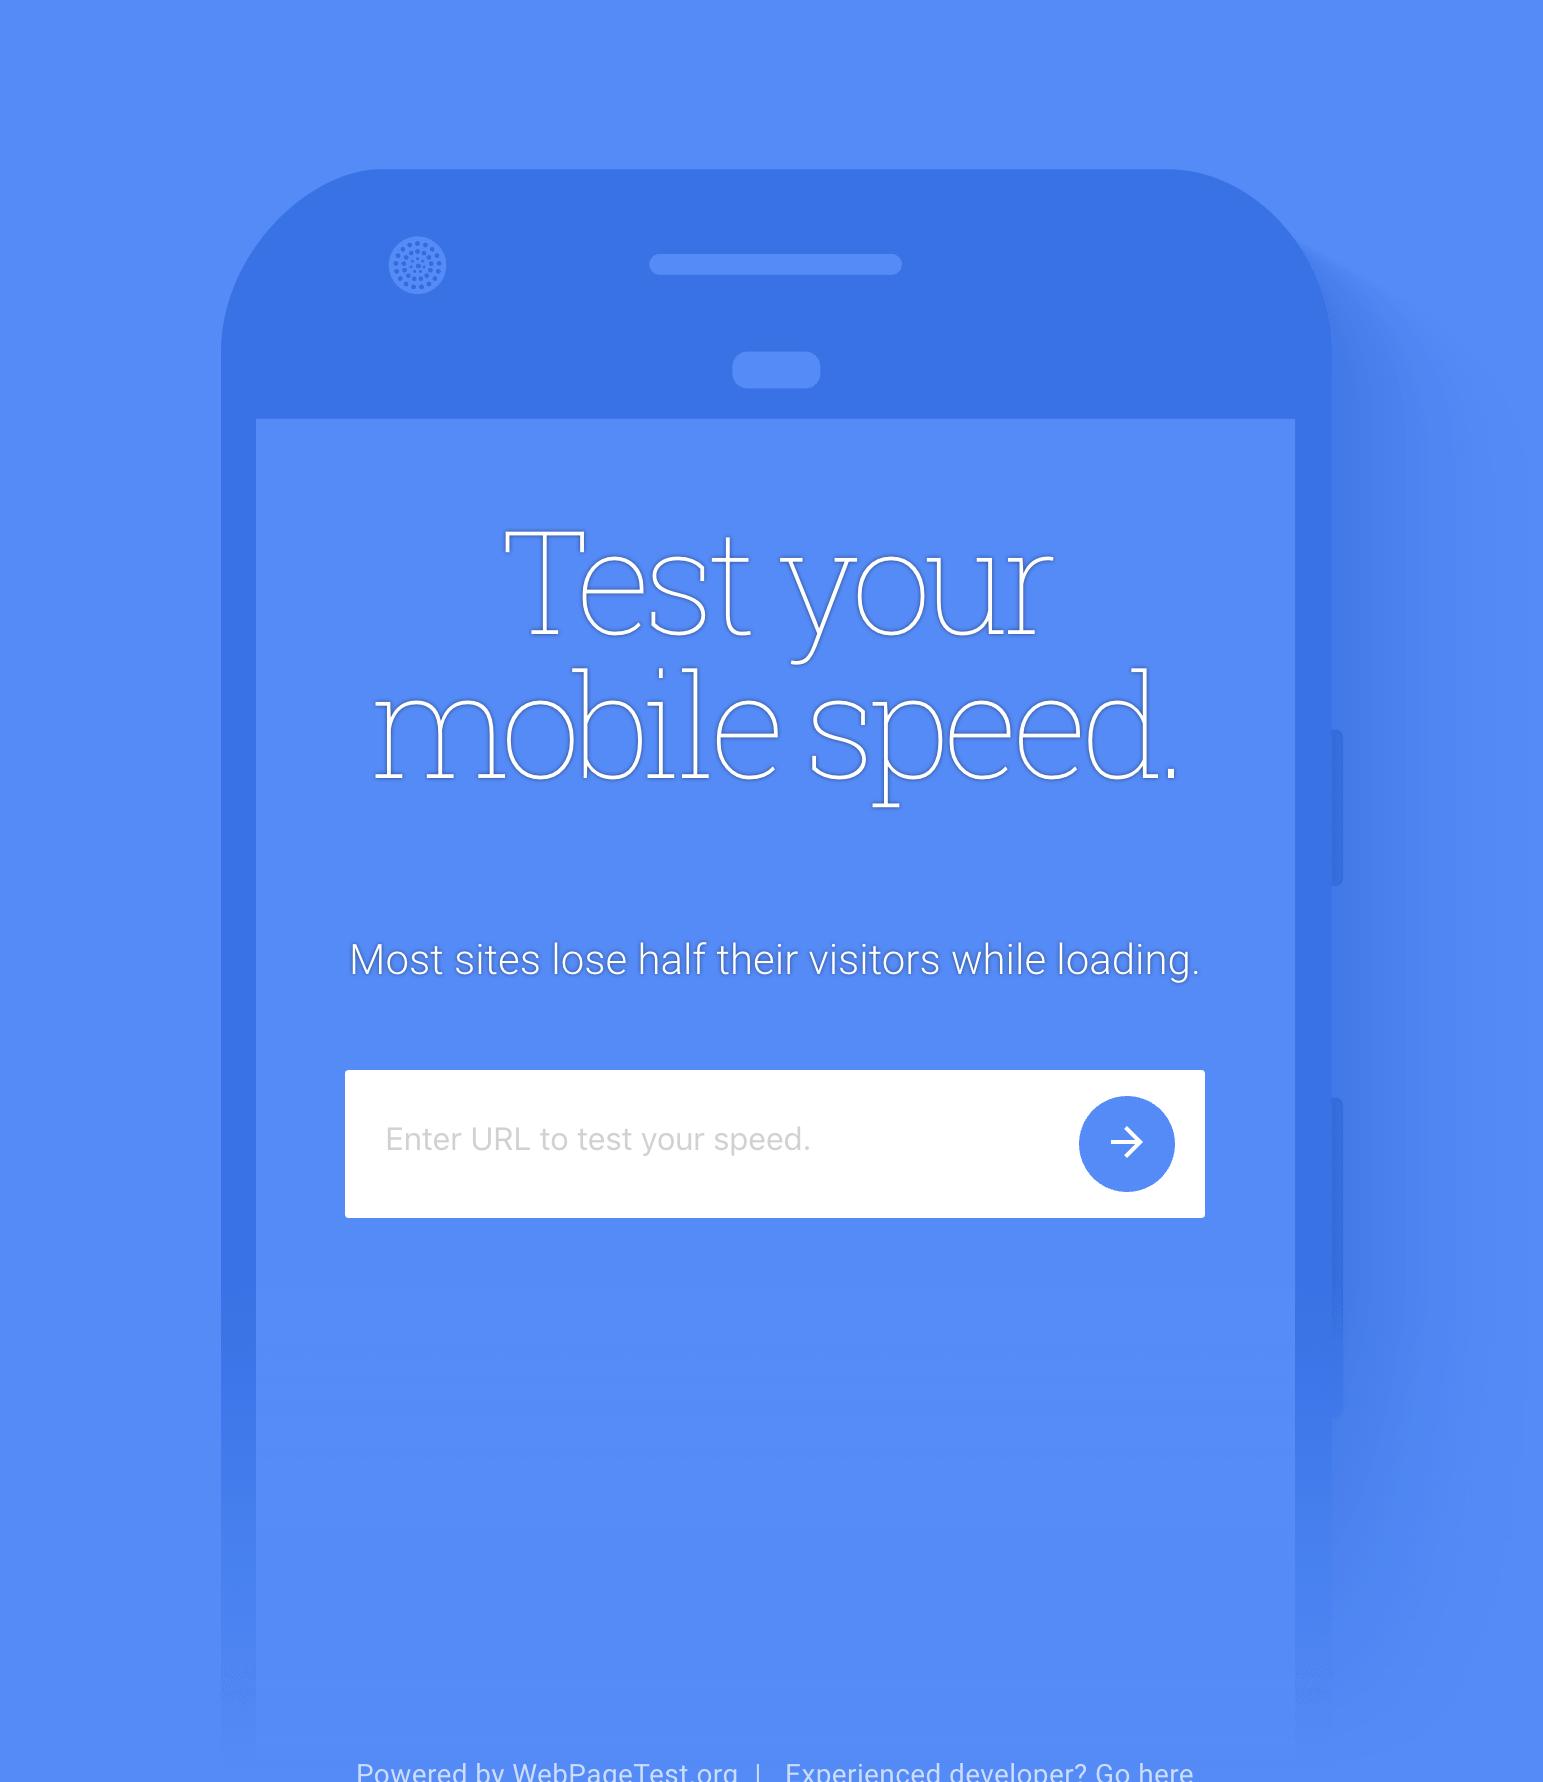 Test your
mobile speed.
Most sites lose half their visitors while loading.
Enter URL to test your speed.
Powered by WebPageTest.org | Experienced developer? Go here